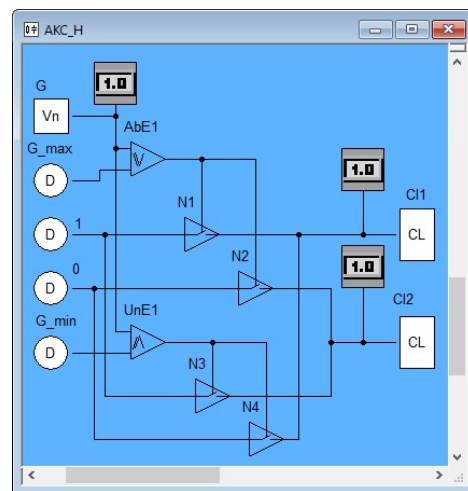 AKC_H
G
1.0
Vn
AbE1
G_max
D
N1
1.0
Cl1
D
1
CL
N2
0
1.0
D
Cl2
G_min
UnE1
D
CL
N3
N4